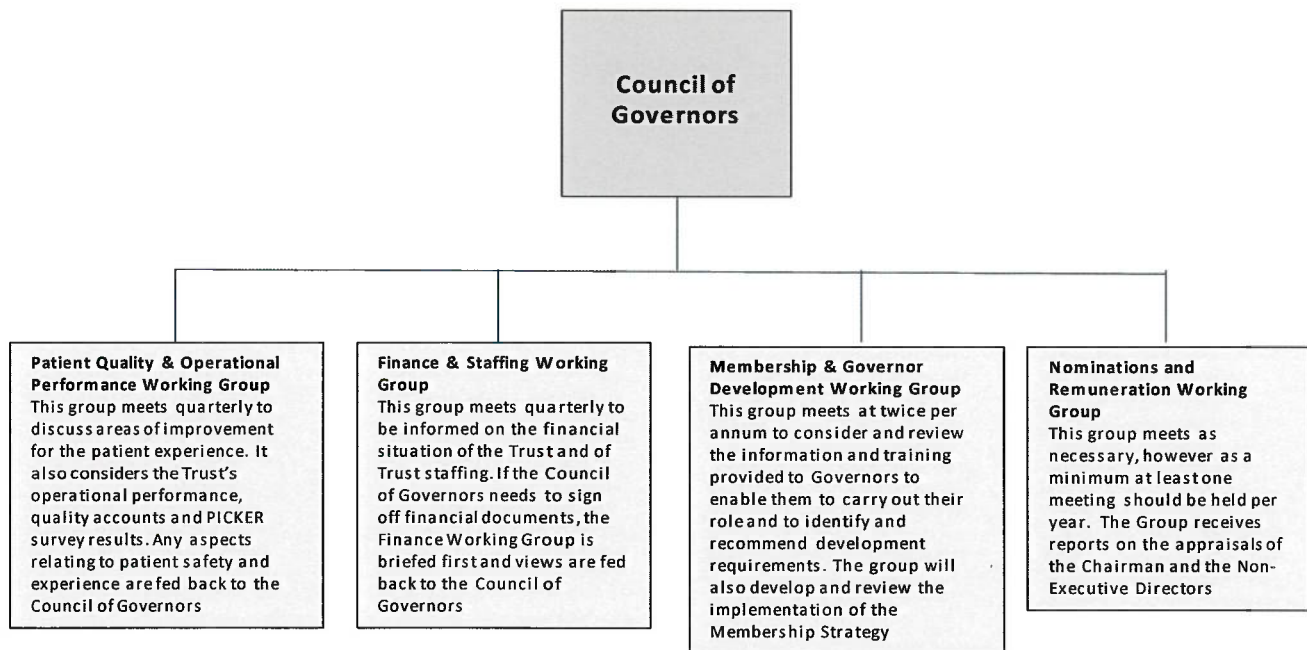 Council of
Governors
Patient Quality & Operational
Performance Working Group
This group meets quarterly to
discuss areas of improvement
for the patient experience. It
also considers the Trust's
operational performance,
quality accounts and PICKER
survey results. Any aspects
relating to patient safety and
experience are fed back to the
Council of Governors
Finance & Staffing Working
Group
This group meets quarterly to
be informed on the financial
situation of the Trust and of
Trust staffing. If the Council
of Governors needs to sign
off financial documents, the
Finance Working Group is
briefed first and views are fed
back to the Council of
Governors
Membership & Governor
Development Working Group
This group meets at twice per
annum to consider and review
the information and training
provided to Governors to
enable them to carry out their
role and to identify and
recommend development
requirements. The group will
also develop and review the
implementation of the
Membership Strategy
Nominations and
Remuneration Working
Group
This group meets as
necessary, however as a
minimum at least one
meeting should be held per
year. The Group receives
reports on the appraisals of
the Chairman and the Non-
Executive Directors